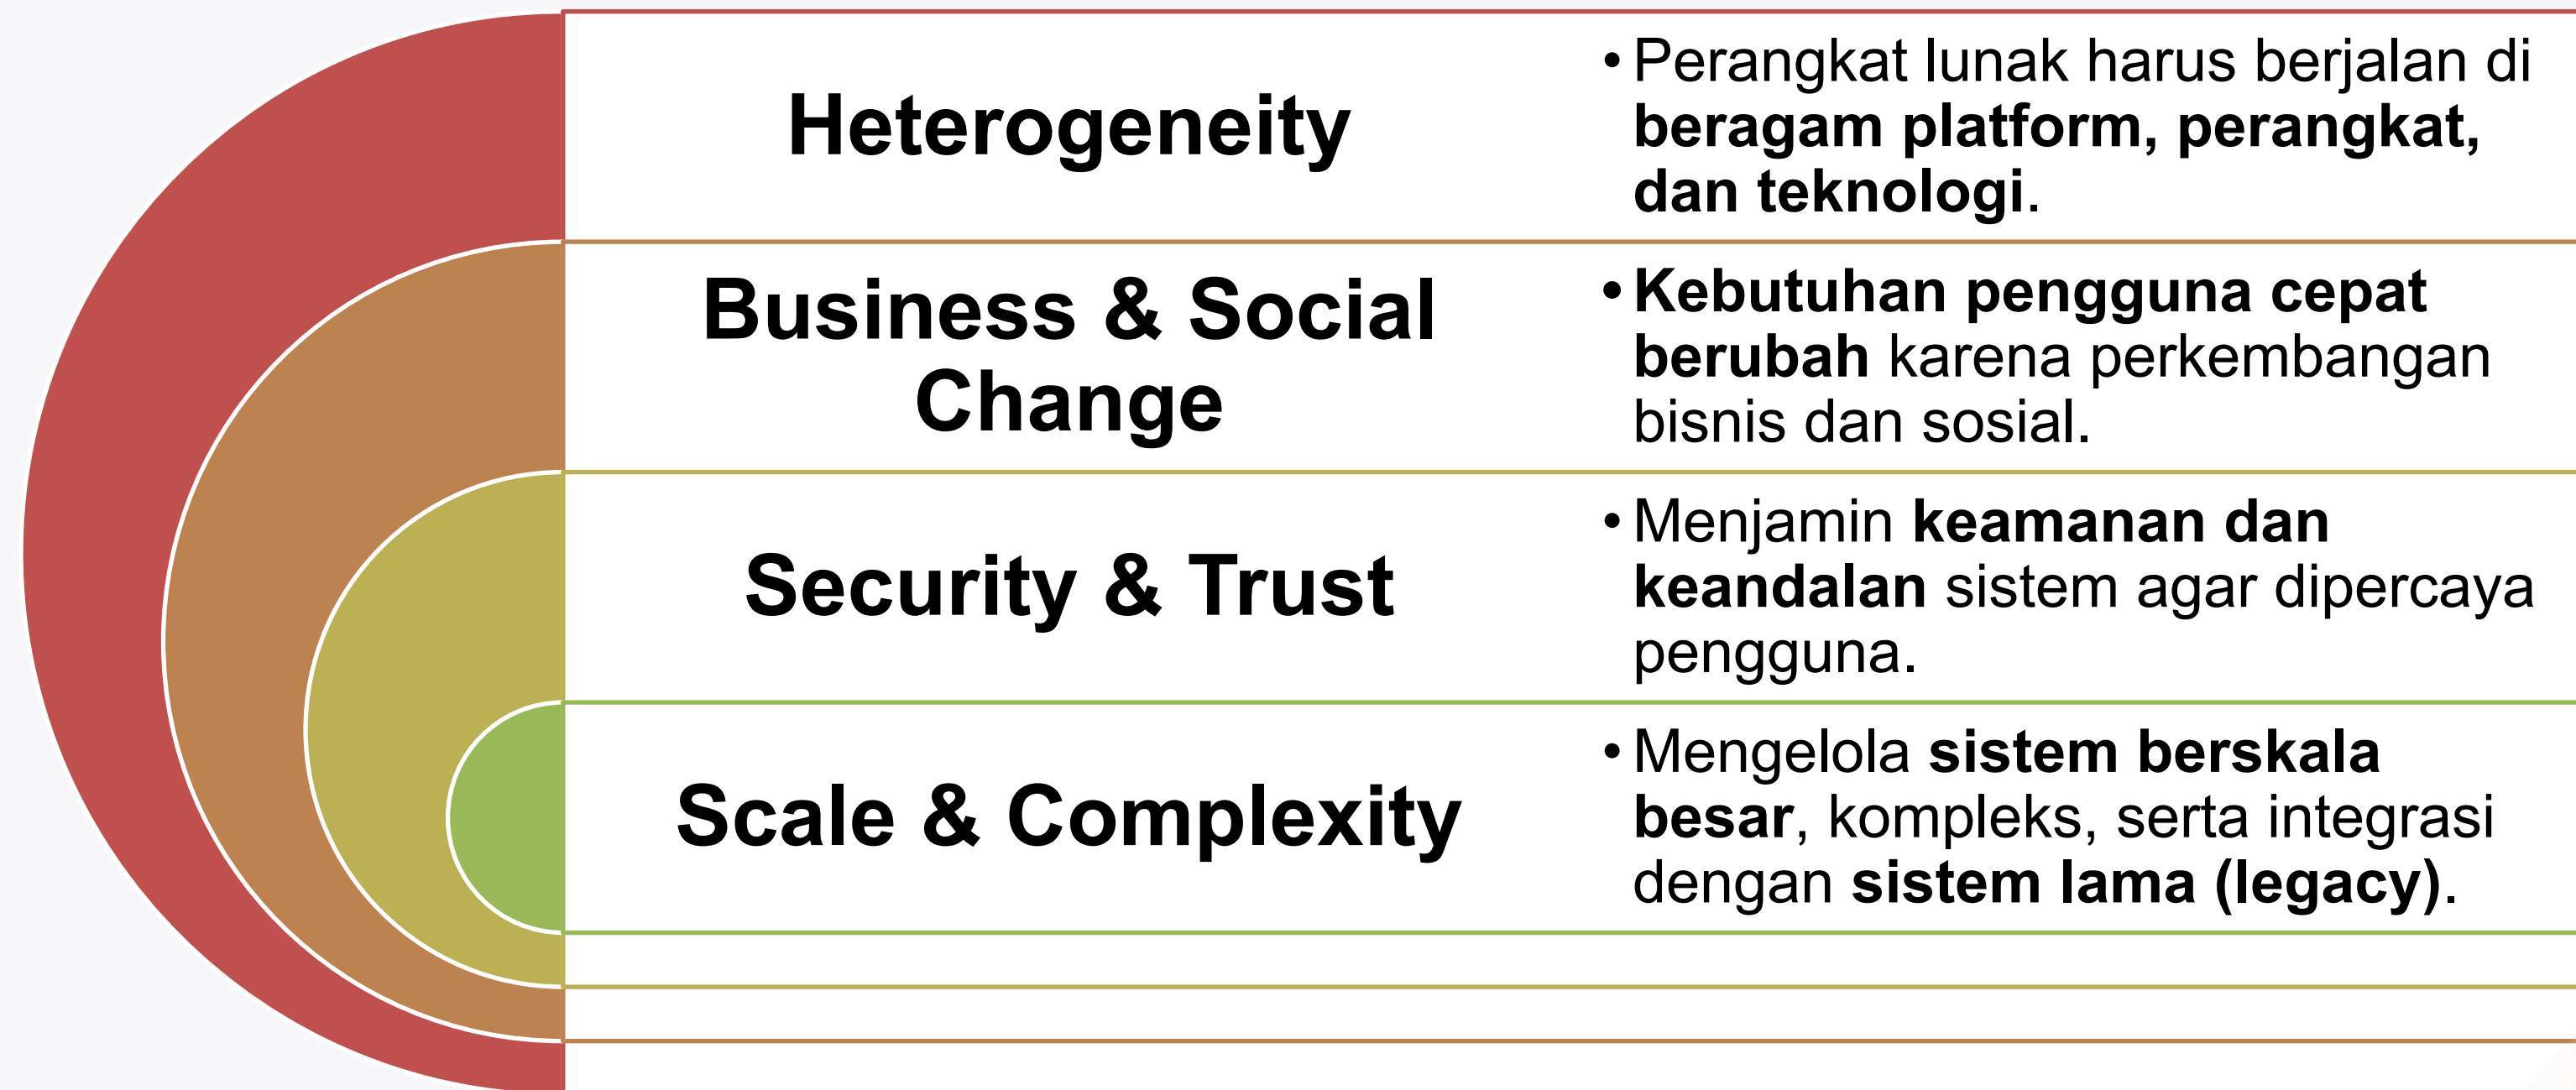 Heterogeneity
• Perangkat lunak harus berjalan di
beragam platform, perangkat,
dan teknologi.
Business & Social
Change
• Kebutuhan pengguna cepat
berubah karena perkembangan
bisnis dan sosial.
Security & Trust
• Menjamin keamanan dan
keandalan sistem agar dipercaya
pengguna.
Scale & Complexity
• Mengelola sistem berskala
besar, kompleks, serta integrasi
dengan sistem lama (legacy).